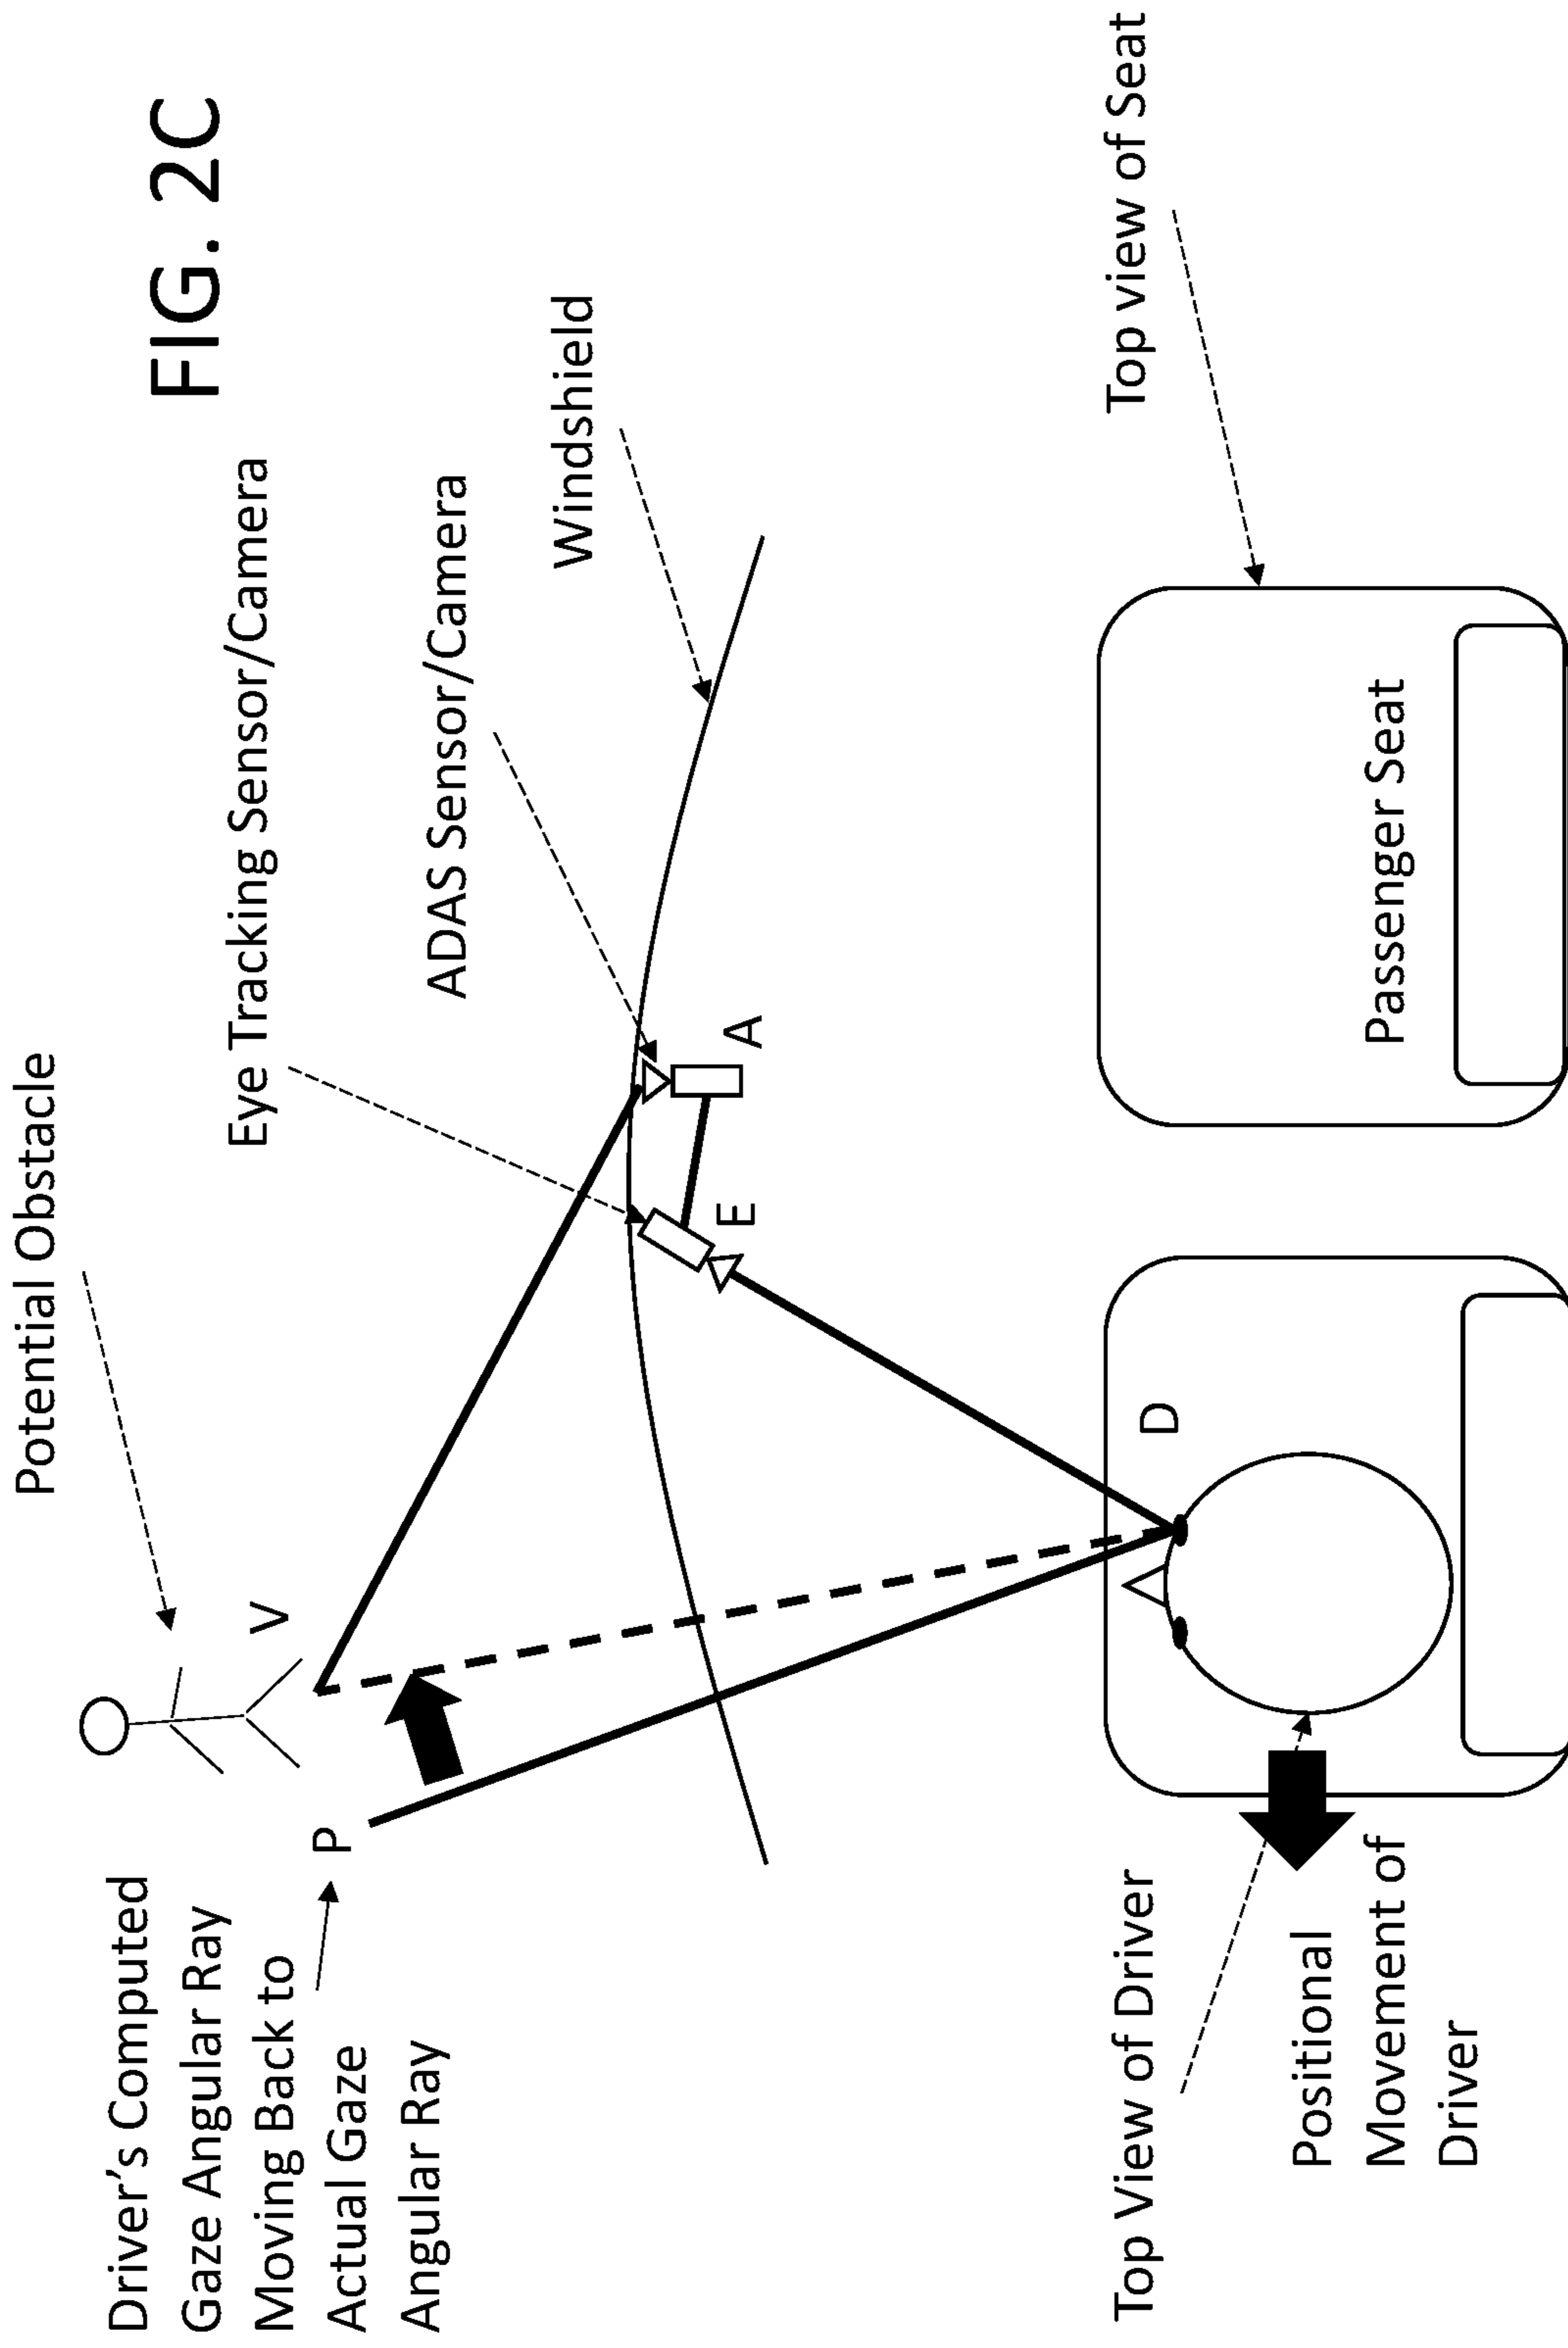 FIG. 2C
Potential Obstacle
Eye Tracking Sensor/Camera
ADAS Sensor/Camera
Windshield
Driver’s Computed
Gaze Angular Ray
Moving Back to
Actual Gaze
Angular Ray
P
V
E
A
D
Top view of Seat
Passenger Seat
Top View of Driver
Positional
Movement of
Driver